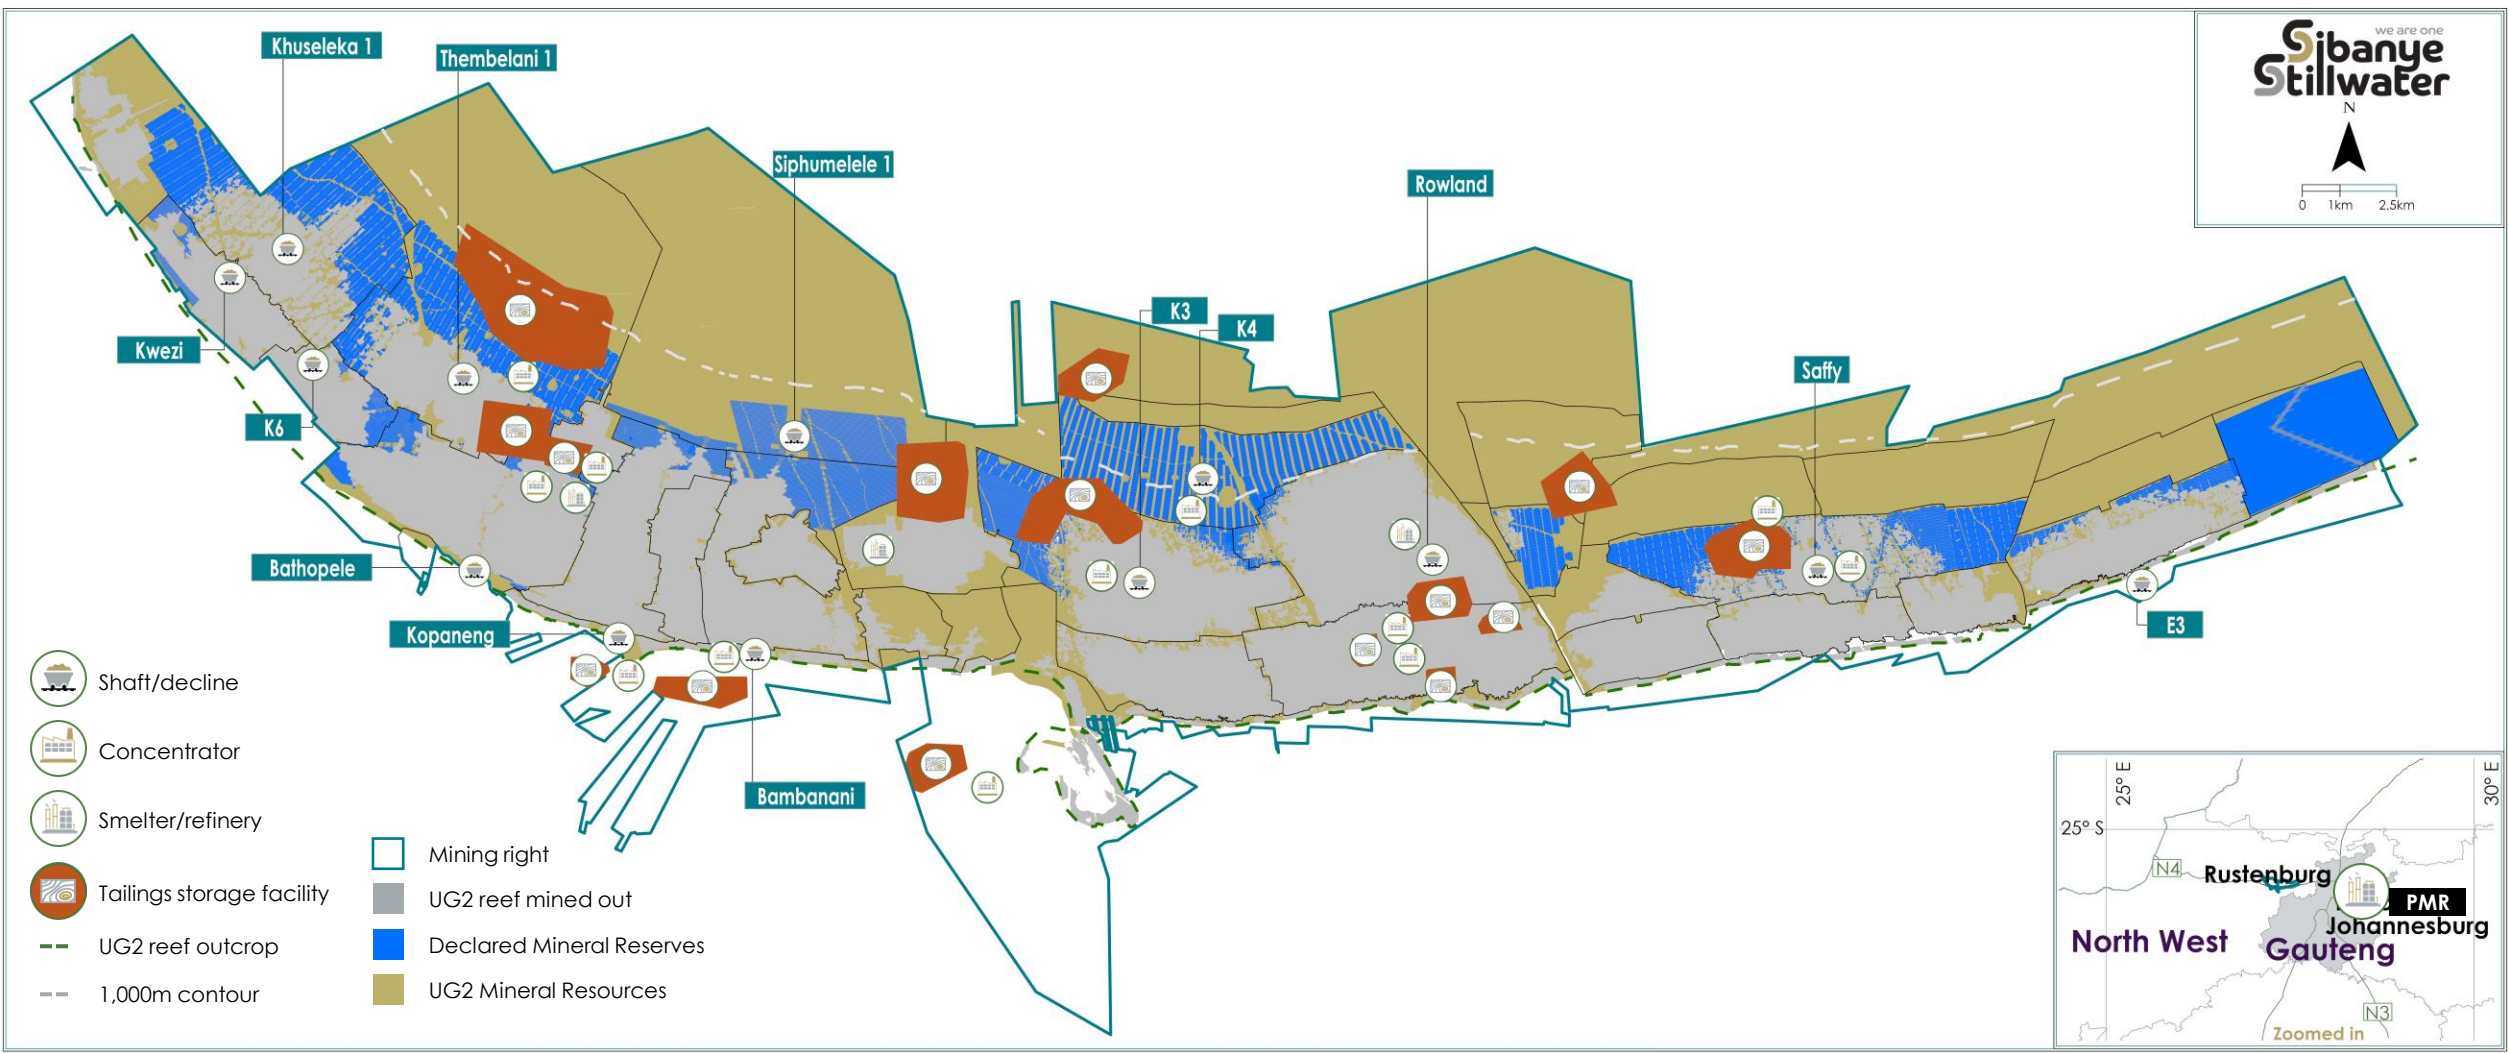 Khuseleka 1
Thembelani 1
Siphumelele 1
Rowland
K3
K4
Saffy
Kwezi
K6
Bathopele
Kopaneng
Bambanani
E3
we are one
Sibanye
Stillwater
N
0 1km 2.5km
Shaft/decline
Concentrator
Smelter/refinery
Tailings storage facility
UG2 reef outcrop
1,000m contour
Mining right
UG2 reef mined out
Declared Mineral Reserves
UG2 Mineral Resources
25° E
30° E
25° S
N4
Rustenburg
PMR
Johannesburg
North West
Gauteng
N3
Zoomed in